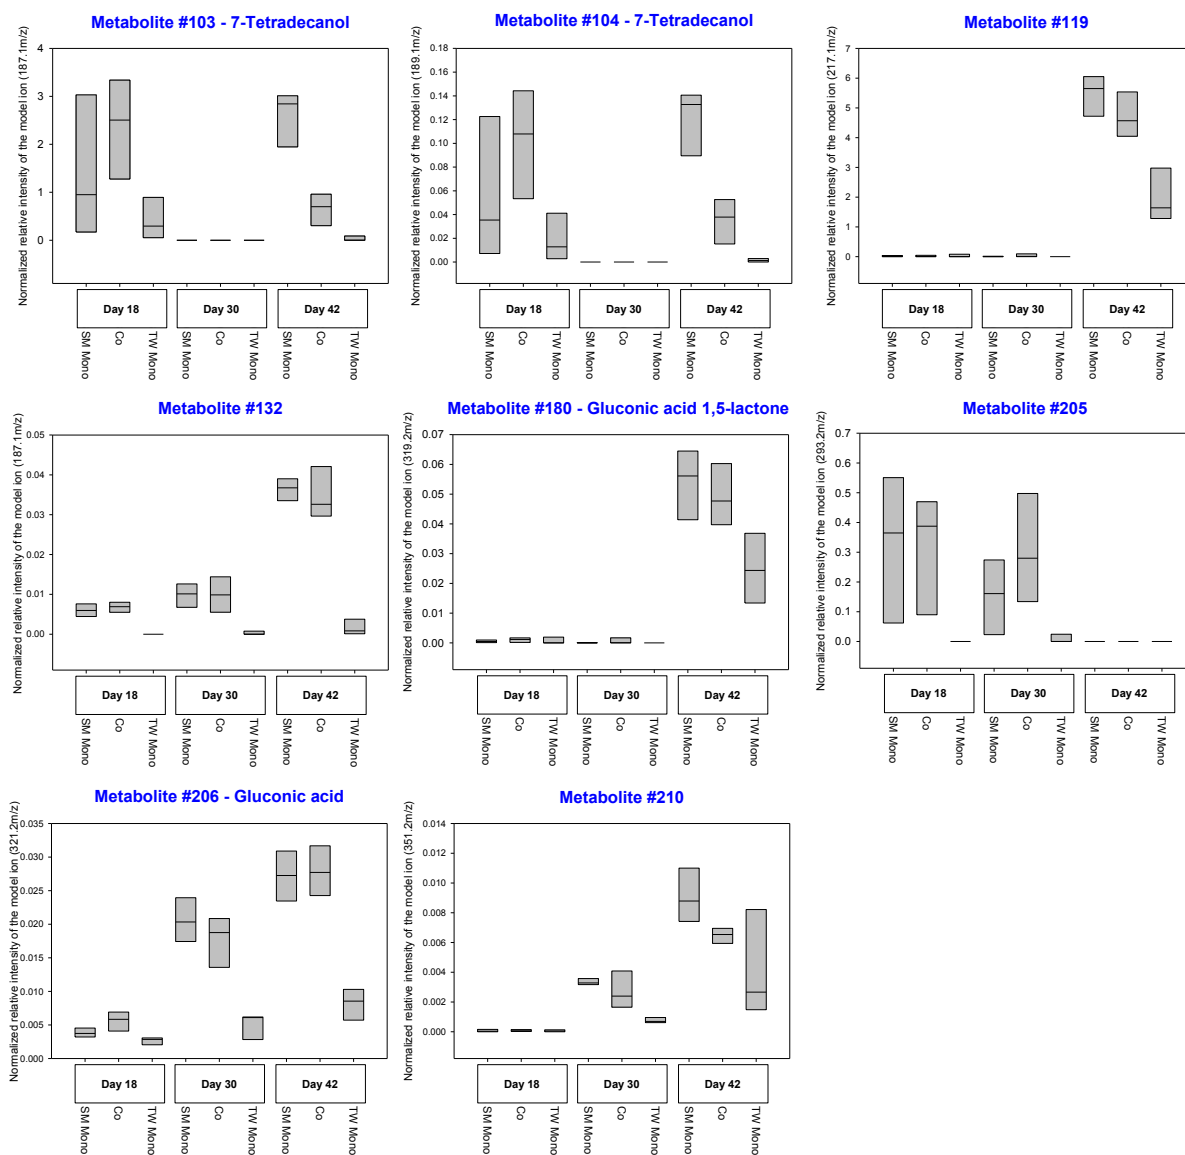 Metabolite #103 - 7-Tetradecanol
Normalized relative intensity of the model ion (187.1m/z)
4
3
2
1
0
Day 18
Day 30
Day 42
SM Mono
Co
TW Mono
SM Mono
Co
TW Mono
SM Mono
Co
TW Mono
Metabolite #104 - 7-Tetradecanol
Normalized relative intensity of the model ion (189.1m/z)
0.18
0.16
0.14
0.12
0.10
0.08
0.06
0.04
0.02
0.00
Day 18
Day 30
Day 42
SM Mono
Co
TW Mono
SM Mono
Co
TW Mono
SM Mono
Co
TW Mono
Metabolite #119
Normalized relative intensity of the model ion (217.1m/z)
7
6
5
4
3
2
1
0
Day 18
Day 30
Day 42
SM Mono
Co
TW Mono
SM Mono
Co
TW Mono
SM Mono
Co
TW Mono
Metabolite #132
Normalized relative intensity of the model ion (187.1m/z)
0.05
0.04
0.03
0.02
0.01
0.00
Day 18
Day 30
Day 42
SM Mono
Co
TW Mono
SM Mono
Co
TW Mono
SM Mono
Co
TW Mono
Metabolite #180 - Gluconic acid 1,5-lactone
Normalized relative intensity of the model ion (319.2m/z)
0.07
0.06
0.05
0.04
0.03
0.02
0.01
0.00
Day 18
Day 30
Day 42
SM Mono
Co
TW Mono
SM Mono
Co
TW Mono
SM Mono
Co
TW Mono
Metabolite #205
Normalized relative intensity of the model ion (293.2m/z)
0.7
0.6
0.5
0.4
0.3
0.2
0.1
0.0
Day 18
Day 30
Day 42
SM Mono
Co
TW Mono
SM Mono
Co
TW Mono
SM Mono
Co
TW Mono
Metabolite #206 - Gluconic acid
Normalized relative intensity of the model ion (321.2m/z)
0.035
0.030
0.025
0.020
0.015
0.010
0.005
0.000
Day 18
Day 30
Day 42
SM Mono
Co
TW Mono
SM Mono
Co
TW Mono
SM Mono
Co
TW Mono
Metabolite #210
Normalized relative intensity of the model ion (351.2m/z)
0.014
0.012
0.010
0.008
0.006
0.004
0.002
0.000
Day 18
Day 30
Day 42
SM Mono
Co
TW Mono
SM Mono
Co
TW Mono
SM Mono
Co
TW Mono